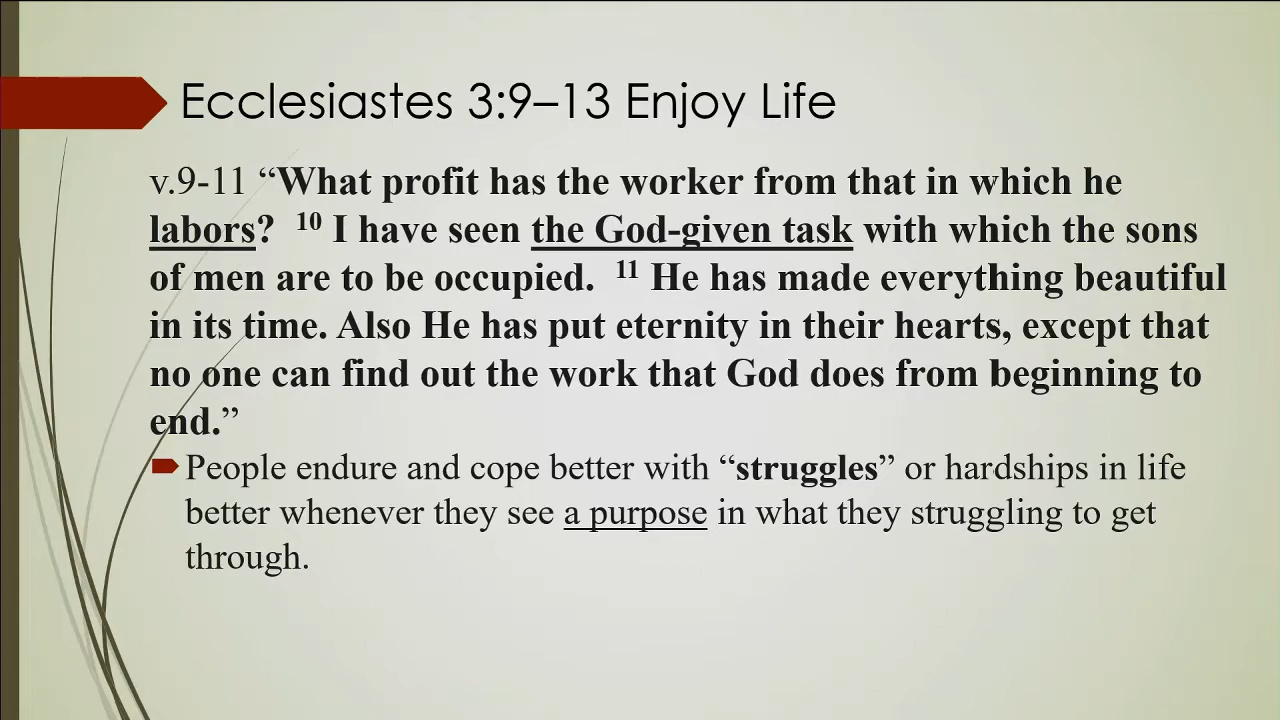 Ecclesiastes 3:9–13 Enjoy Life
v.9-11 “What profit has the worker from that in which he
labors? 10 I have seen the God-given task with which the sons
of men are to be occupied. 11 He has made everything beautiful
in its time. Also He has put eternity in their hearts, except that
no one can find out the work that God does from beginning to
end.”
People endure and cope better with “struggles” or hardships in life
better whenever they see a purpose in what they struggling to get
through.